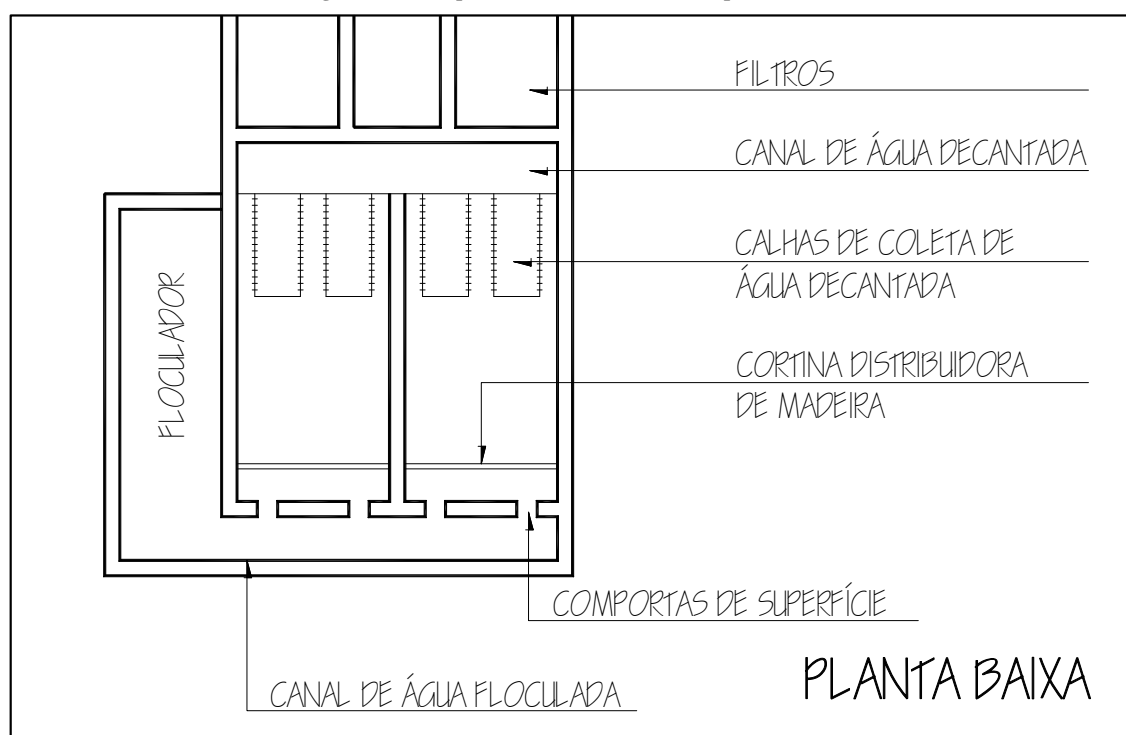 FILTROS
CANAL DE ÁGUA DECANTADA
CALHAS DE COLETA DE
ÁGUA DECANTADA
FLOCULADOR
CORTINA DISTRIBUIDORA
DE MADEIRA
COMPORTAS DE SUPERFÍCIE
CANAL DE ÁGUA FLOCULADA
PLANTA BAIXA